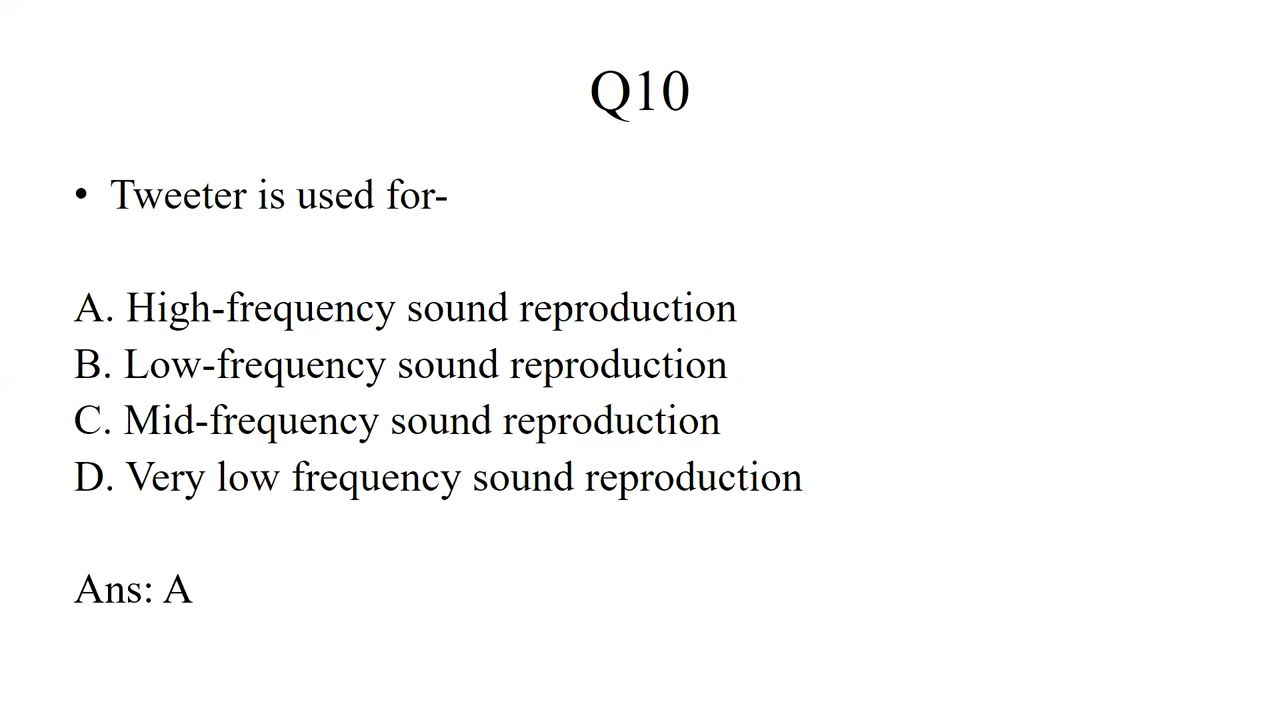 Q10
• Tweeter is used for-
A. High-frequency sound reproduction
B. Low-frequency sound reproduction
C. Mid-frequency sound reproduction
D. Very low frequency sound reproduction
Ans: A